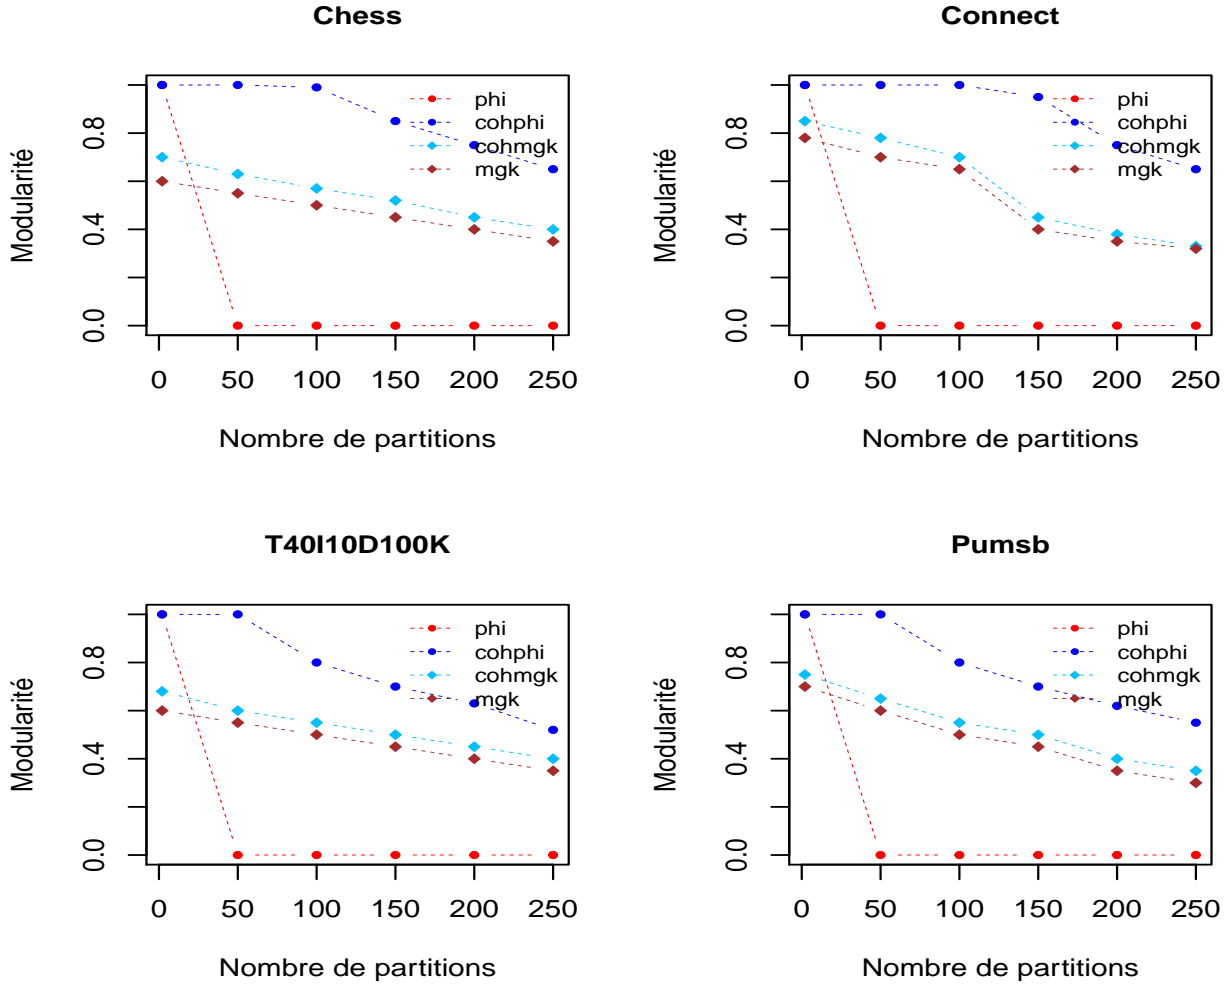 Chess
Modularité
0.0 0.4 0.8
phi
cohphi
cohmgk
mgk
0 50 100 150 200 250
Nombre de partitions
Connect
Modularité
0.0 0.4 0.8
phi
cohphi
cohmgk
mgk
0 50 100 150 200 250
Nombre de partitions
T40I10D100K
Modularité
0.0 0.4 0.8
phi
cohphi
cohmgk
mgk
0 50 100 150 200 250
Nombre de partitions
Pumsb
Modularité
0.0 0.4 0.8
phi
cohphi
cohmgk
mgk
0 50 100 150 200 250
Nombre de partitions